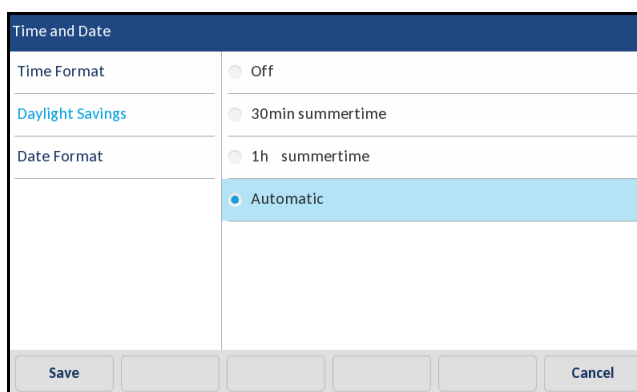 Time and Date
Time Format
Daylight Savings
Date Format
Off
30min summertime
1h summertime
Automatic
Save
Cancel